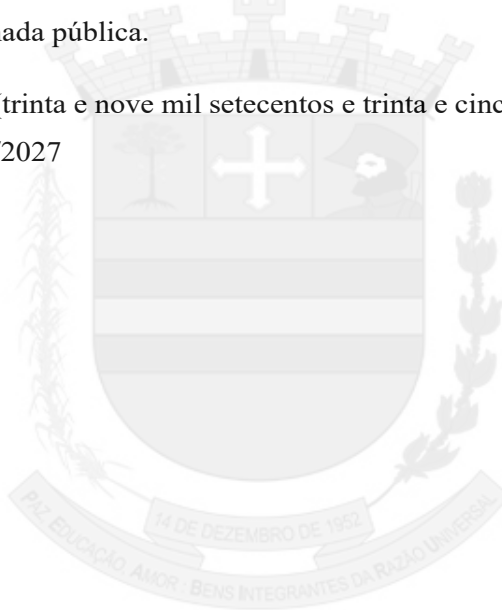 nada pública.
trinta e nove mil setecentos e trinta e cinc
/2027
14 DE DEZEMBRO DE 1952
PAZ, EDUCAÇÃO, AMOR : BENS INTEGRANTES DA RAZÃO UNIVERSAL